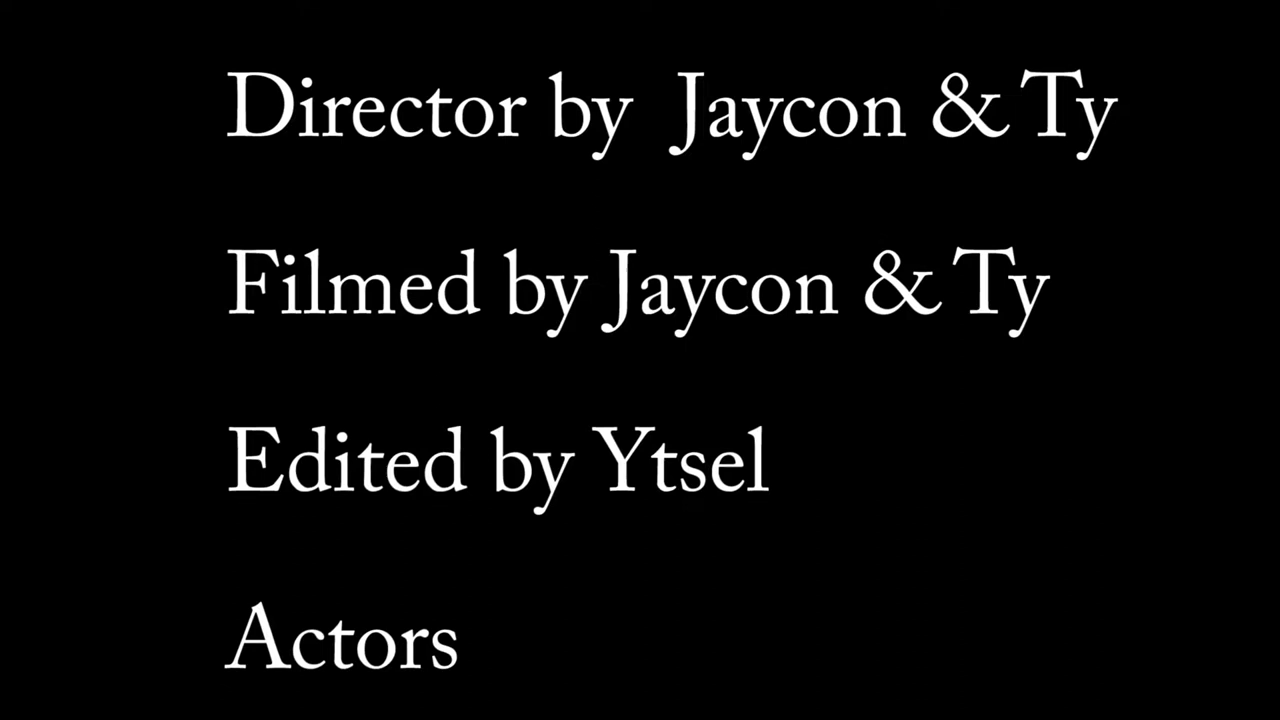 Director by  Jaycon & Ty
Filmed by Jaycon & Ty
Edited by Ytsel
Actors